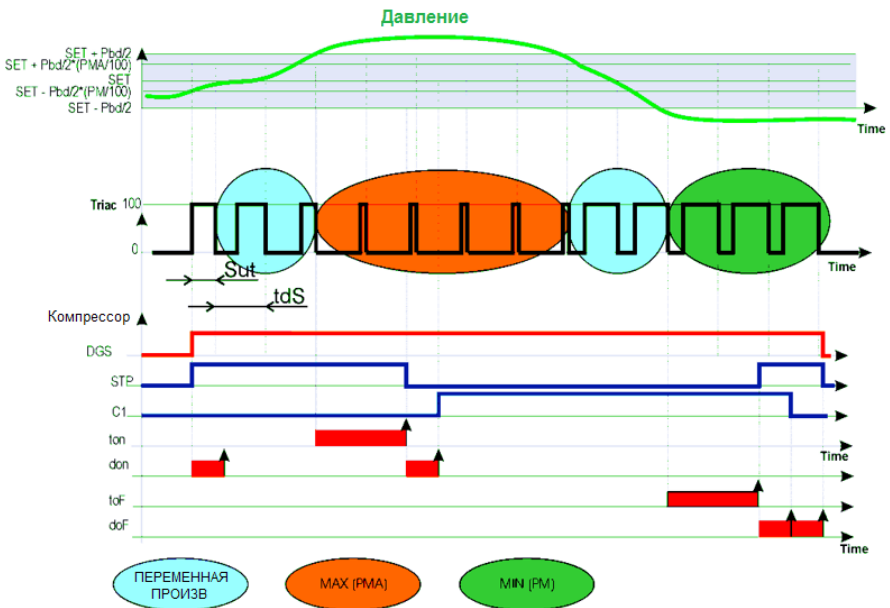 Давление
SET + Pbd/2
SET + Pbd/2*(PMA/100)
SET
SET - Pbd/2*(PM/100)
SET - Pbd/2
Time
Triac 100
0
Time
Sut
tdS
Компрессор
DGS
STP
C1
ton
Time
don
toF
doF
Time
ПЕРЕМЕННАЯ
ПРОИЗВ
MAX (PMA)
MIN (PM)